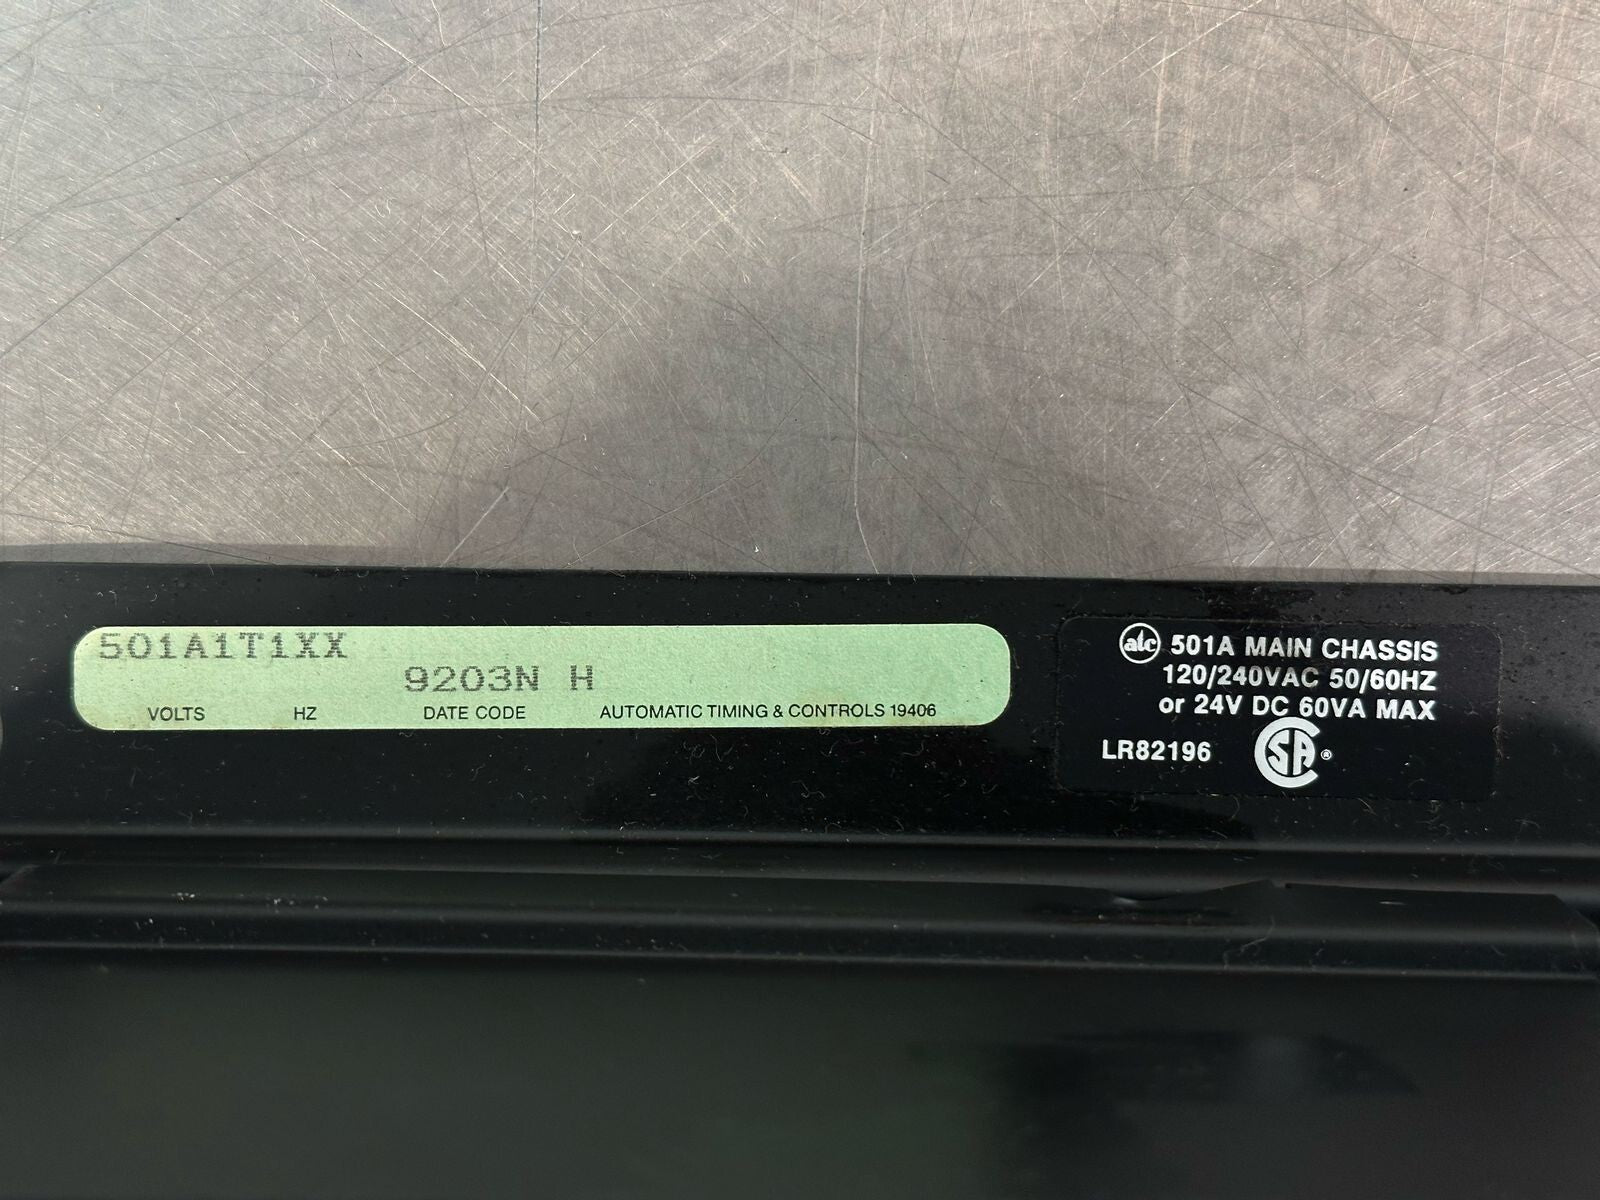 501A1T1XX
9203N H
VOLTS HZ DATE CODE AUTOMATIC TIMING & CONTROLS 19406
atc 501A MAIN CHASSIS
120/240VAC 50/60HZ
or 24V DC 60VA MAX
LR82196 CSA ®